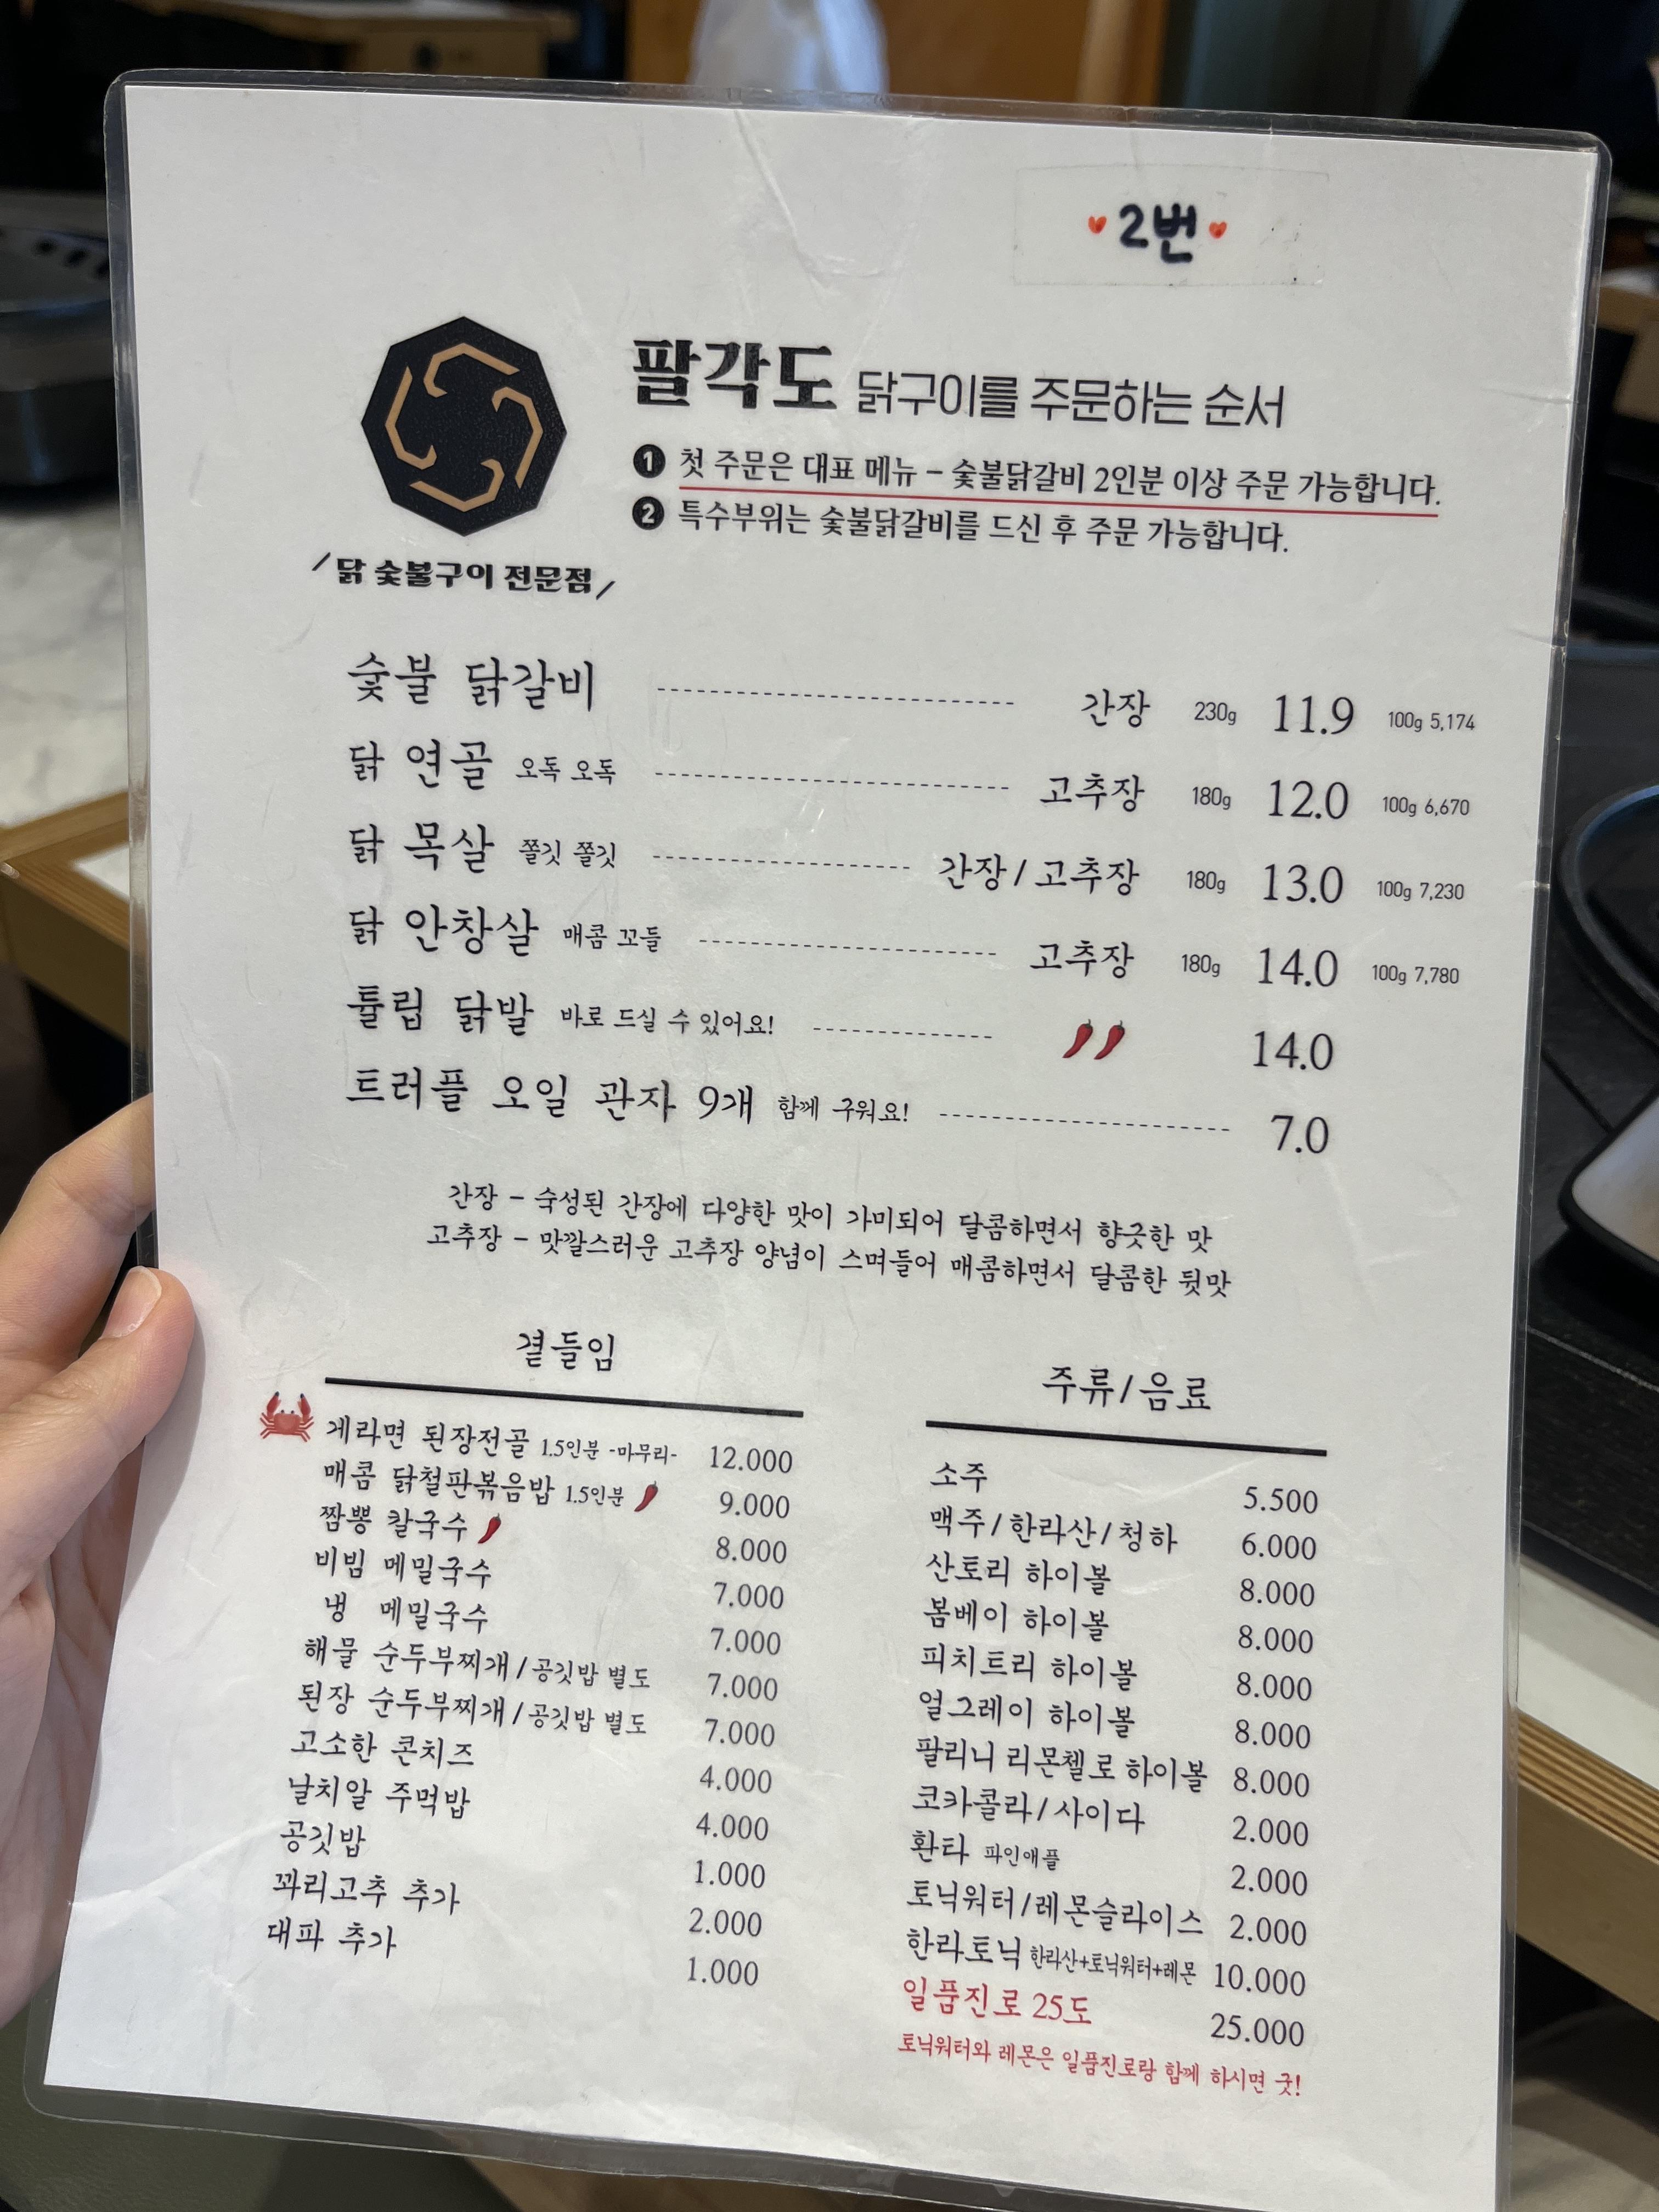 2번
팔각도 닭구이를 주문하는 순서
1 첫 주문은 대표 메뉴 - 숯불닭갈비 2인분 이상 주문 가능합니다.
2 특수부위는 숯불닭갈비를 드신 후 주문 가능합니다.
/ 닭 숯불구이 전문점 /
숯불 닭갈비 간장 230g 11.9 100g 5,174
닭 연골 오독 오독 고추장 180g 12.0 100g 6,670
닭 목살 쫄깃 쫄깃 간장 / 고추장 180g 13.0 100g 7,230
닭 안창살 매콤 꼬들 고추장 180g 14.0 100g 7,780
튤립 닭발 바로 드실 수 있어요! 14.0
트러플 오일 관자 9개 함께 구워요! 7.0
간장 - 숙성된 간장에 다양한 맛이 가미되어 달콤하면서 향긋한 맛
고추장 - 맛깔스러운 고추장 양념이 스며들어 매콤하면서 달콤한 뒷맛
곁들임
게라면 된장전골 1.5인분 -마무리- 12.000
매콤 닭철판볶음밥 1.5인분 9.000
짬뽕 칼국수 8.000
비빔 메밀국수 7.000
냉 메밀국수 7.000
해물 순두부찌개/공깃밥 별도 7.000
된장 순두부찌개/공깃밥 별도 7.000
고소한 콘치즈 4.000
날치알 주먹밥 4.000
공깃밥 1.000
꽈리고추 추가 2.000
대파 추가 1.000
주류/음료
소주 5.500
맥주/한라산/청하 6.000
산토리 하이볼 8.000
봄베이 하이볼 8.000
피치트리 하이볼 8.000
얼그레이 하이볼 8.000
팔리니 리몬첼로 하이볼 8.000
코카콜라/사이다 2.000
환타 파인애플 2.000
토닉워터/레몬슬라이스 2.000
한라토닉 한라산+토닉워터+레몬 10.000
일품진로 25도 25.000
토닉워터와 레몬은 일품진로랑 함께 하시면 굿!